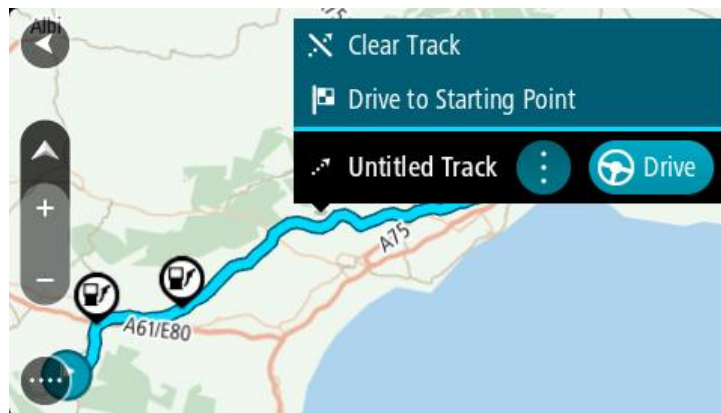 Albi
Clear Track
Drive to Starting Point
Untitled Track
Drive
A75
A61/E80